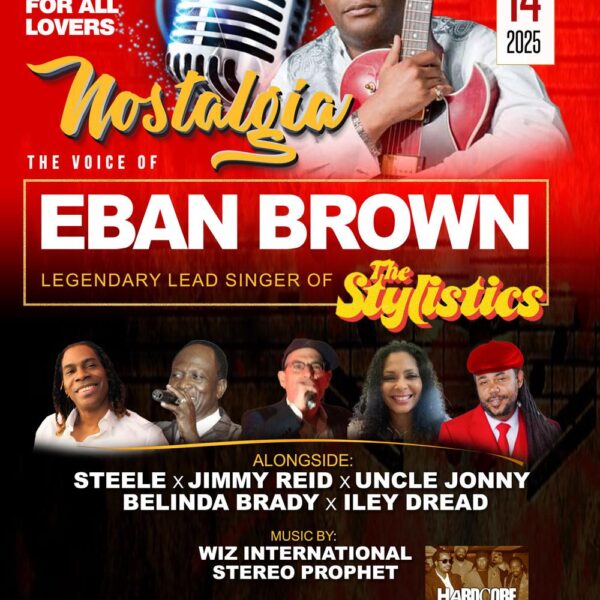 FOR ALL
LOVERS
14
2025
Nostalgia
THE VOICE OF
EBAN BROWN
LEGENDARY LEAD SINGER OF The Stylistics
ALONGSIDE:
STEELE x JIMMY REID x UNCLE JONNY
BELINDA BRADY x ILEY DREAD
MUSIC BY:
WIZ INTERNATIONAL
STEREO PROPHET
HARDCORE